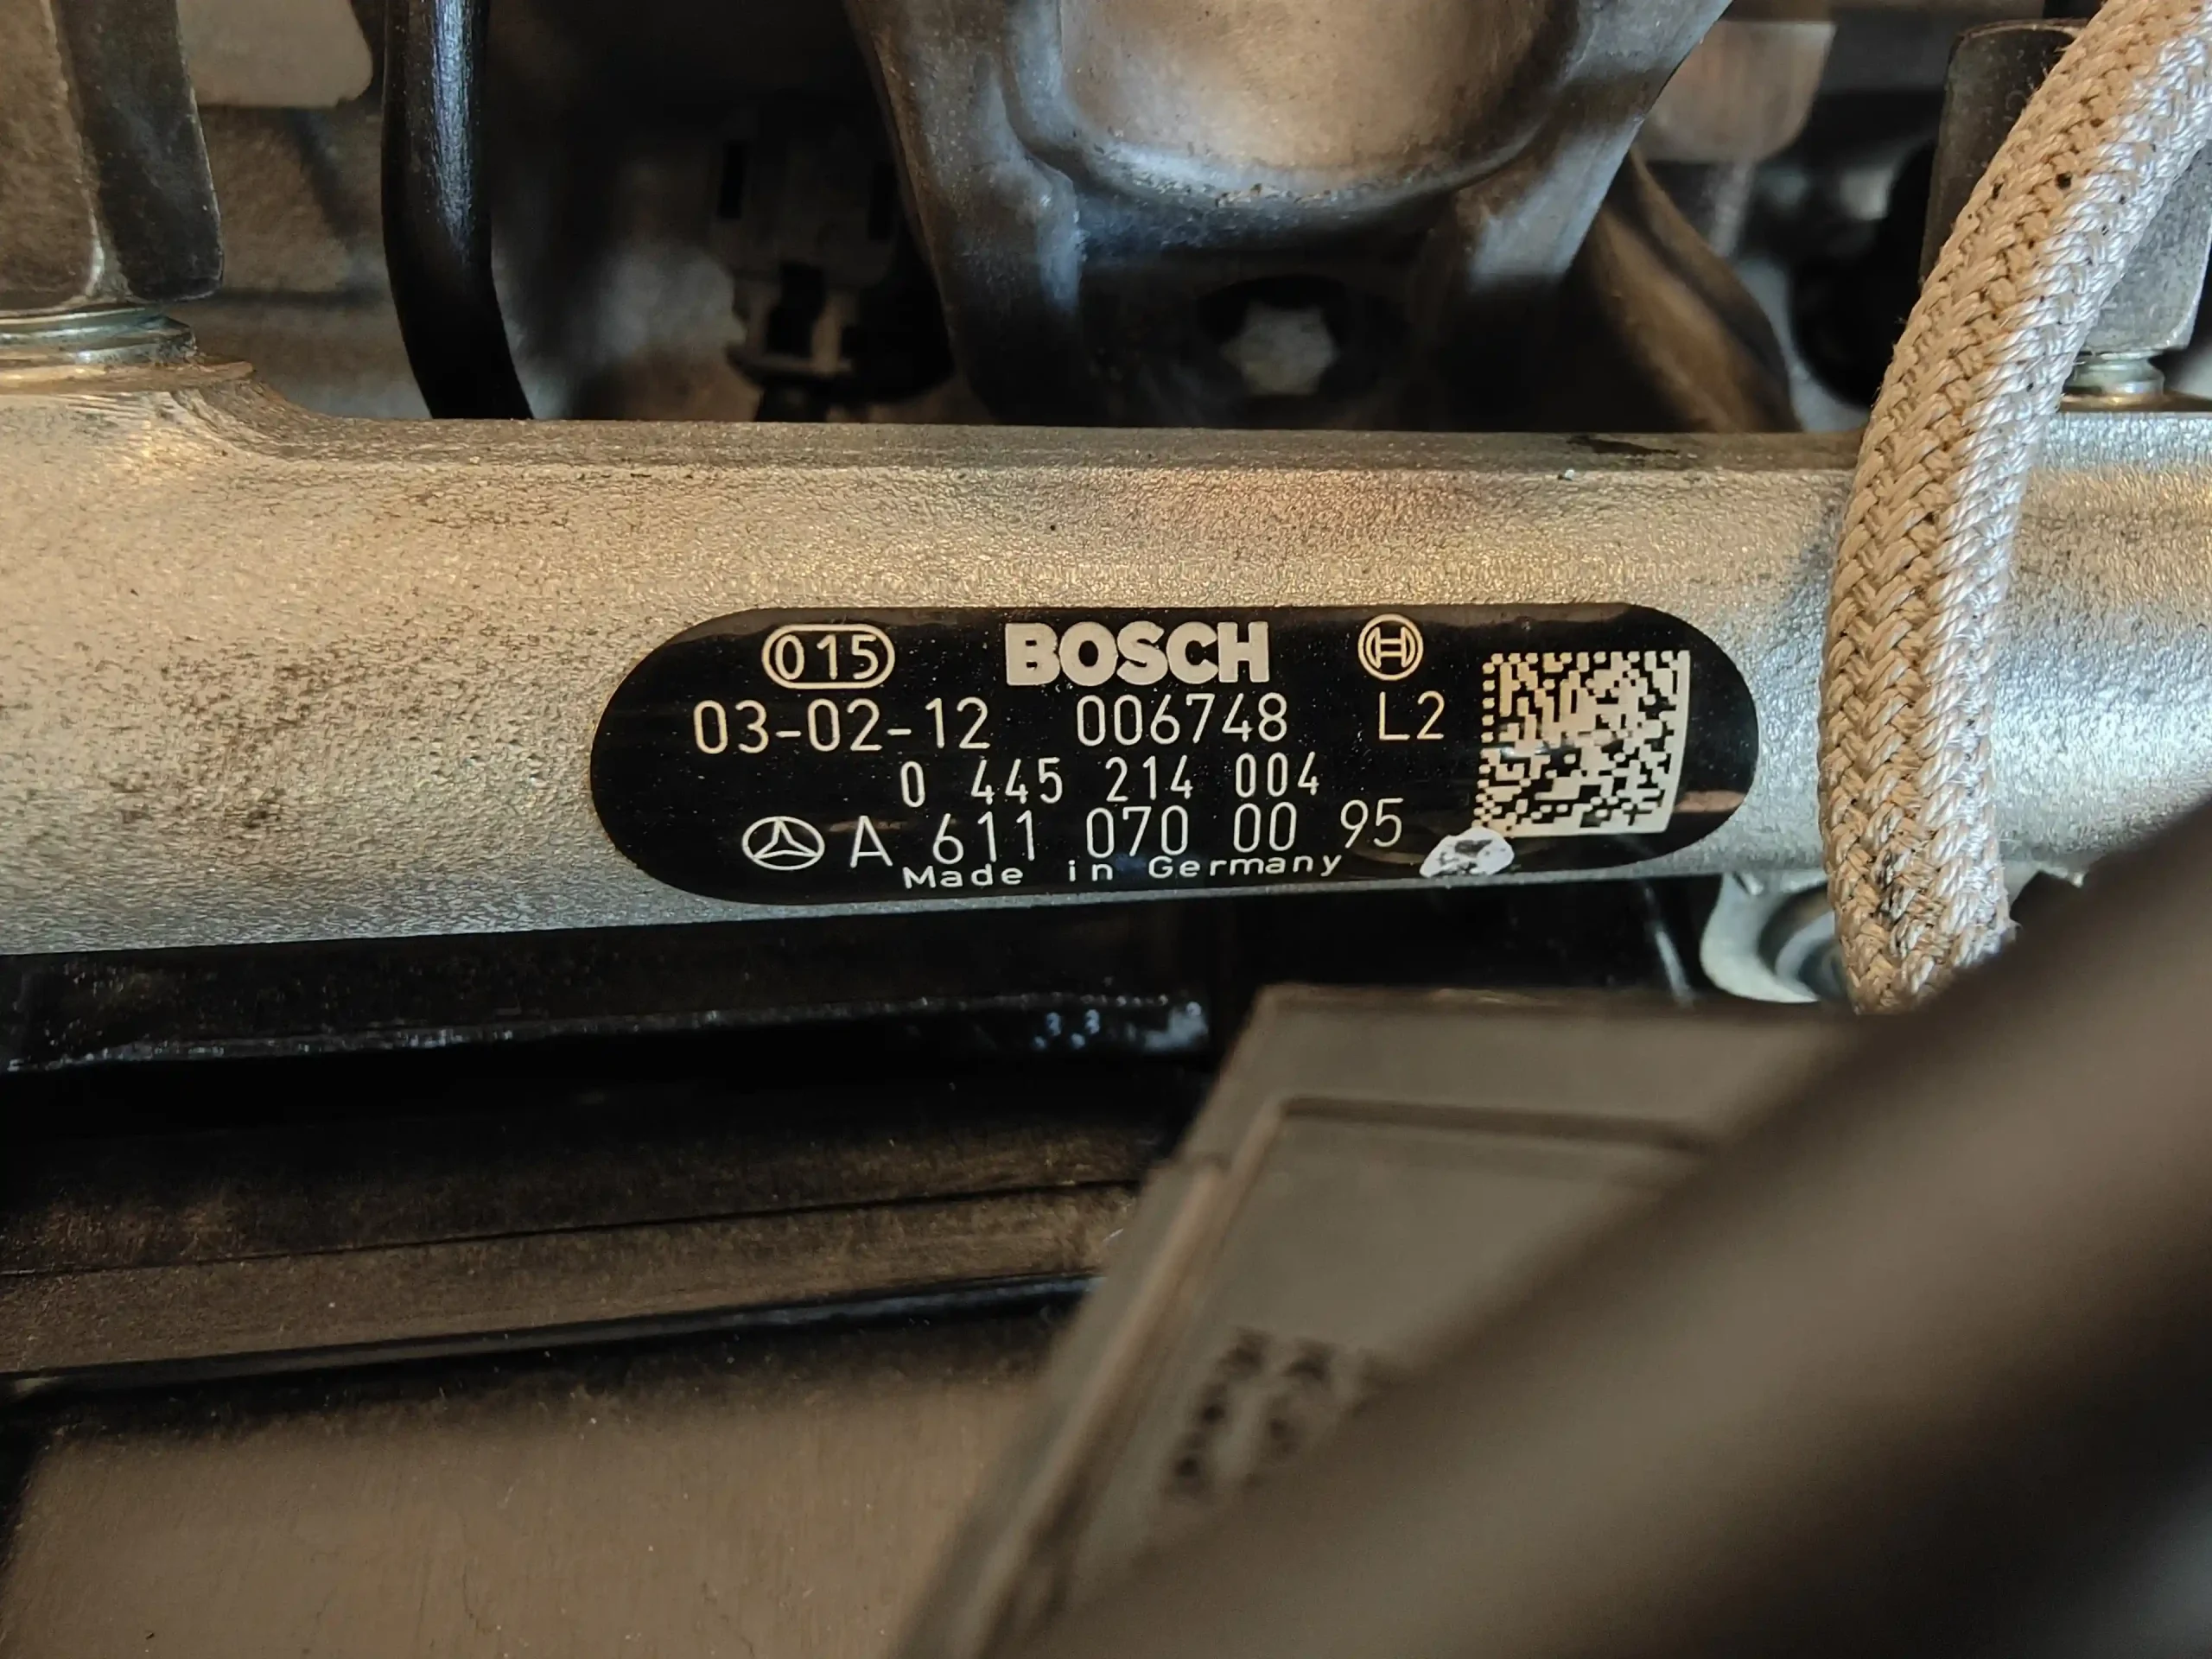 015 BOSCH
03-02-12 006748 L2
0 445 214 004
A 611 070 00 95
Made in Germany